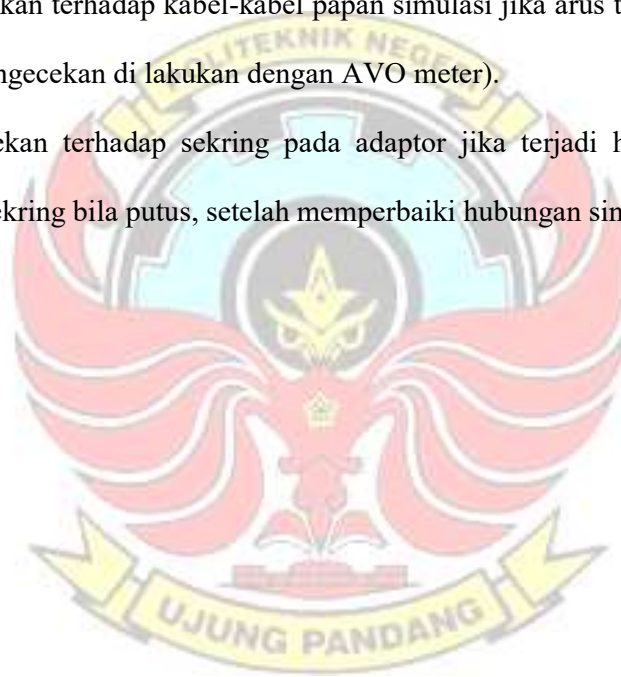 kan terhadap kabel-kabel papan simulasi jika arus t
ngecekan di lakukan dengan AVO meter).
ekan terhadap sekring pada adaptor jika terjadi h
ekring bila putus, setelah memperbaiki hubungan sin
POLITEKNIK NEGERI
UJUNG PANDANG